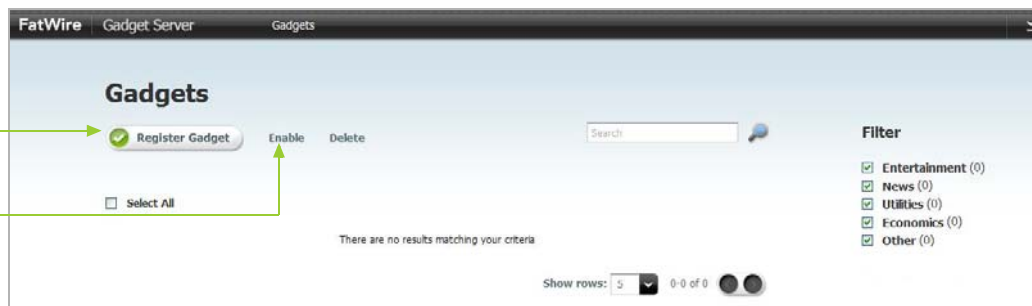 FatWire Gadget Server Gadgets
Gadgets
Register Gadget Enable Delete
Search
Filter
Entertainment (0)
News (0)
Utilities (0)
Economics (0)
Other (0)
Select All
There are no results matching your criteria
Show rows: 5 0-0 of 0